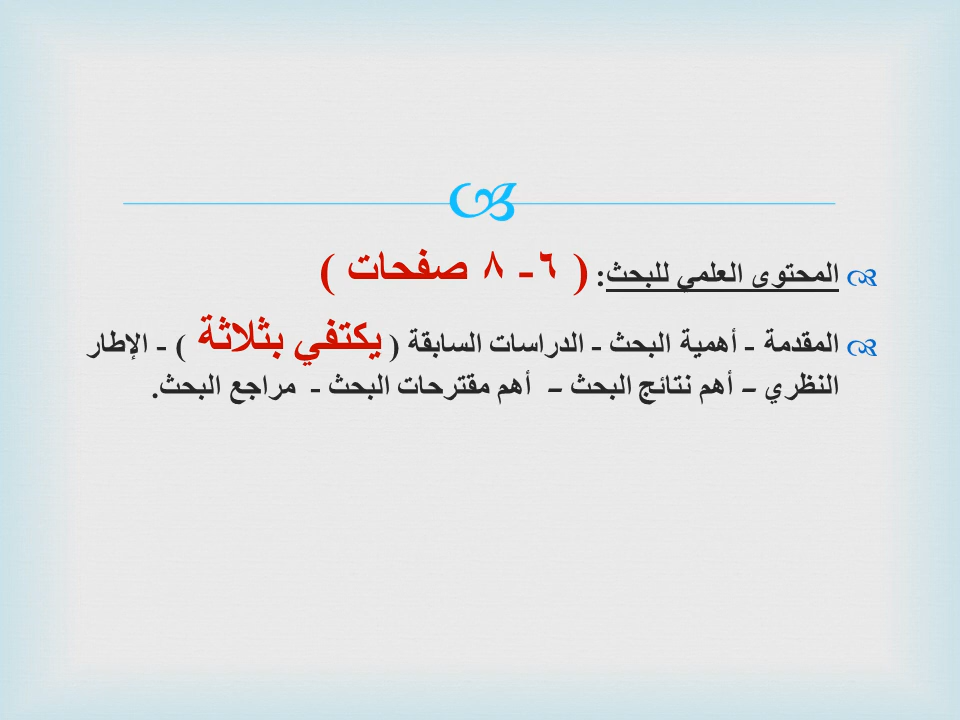 المحتوى العلمي للبحث: ( ٦- ٨ صفحات )
المقدمة - أهمية البحث - الدراسات السابقة ( يكتفي بثلاثة ) - الإطار
النظري – أهم نتائج البحث – أهم مقترحات البحث - مراجع البحث.